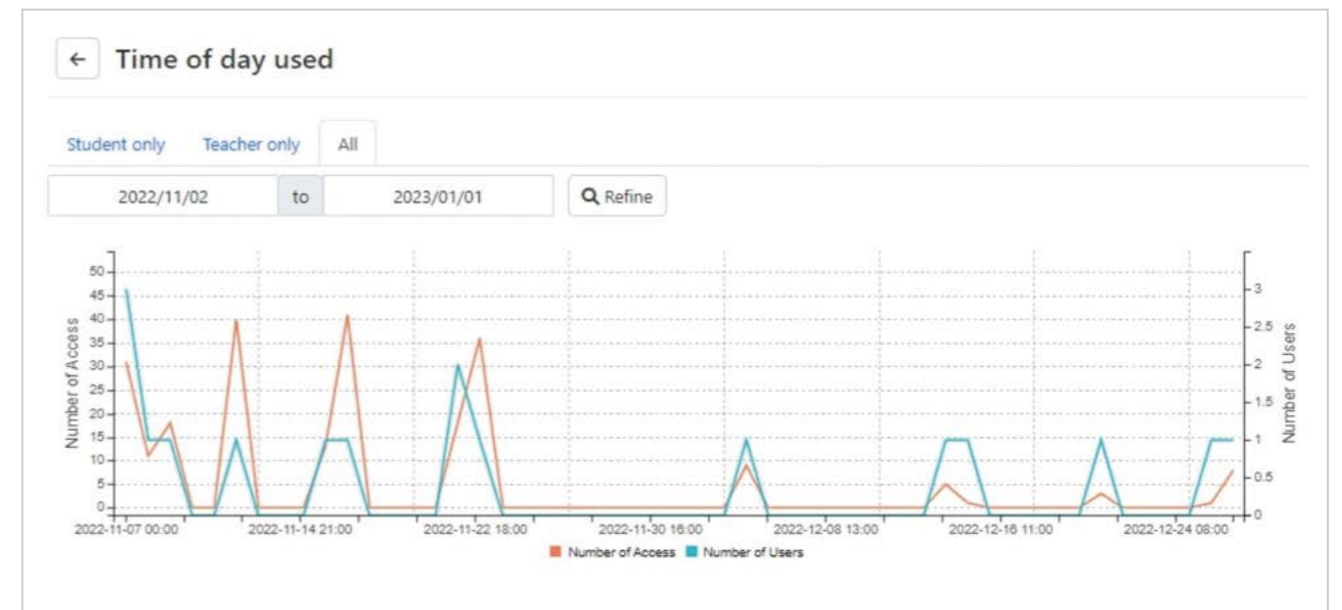 ← Time of day used
Student only Teacher only All
2022/11/02 to 2023/01/01 Refine
50
45
40
35
30
25
20
15
10
5
0
Number of Access
3
2.5
2
1.5
1
0.5
0
Number of Users
2022-11-07 00:00 2022-11-14 21:00 2022-11-22 18:00 2022-11-30 16:00 2022-12-08 13:00 2022-12-16 11:00 2022-12-24 08:00
Number of Access Number of Users